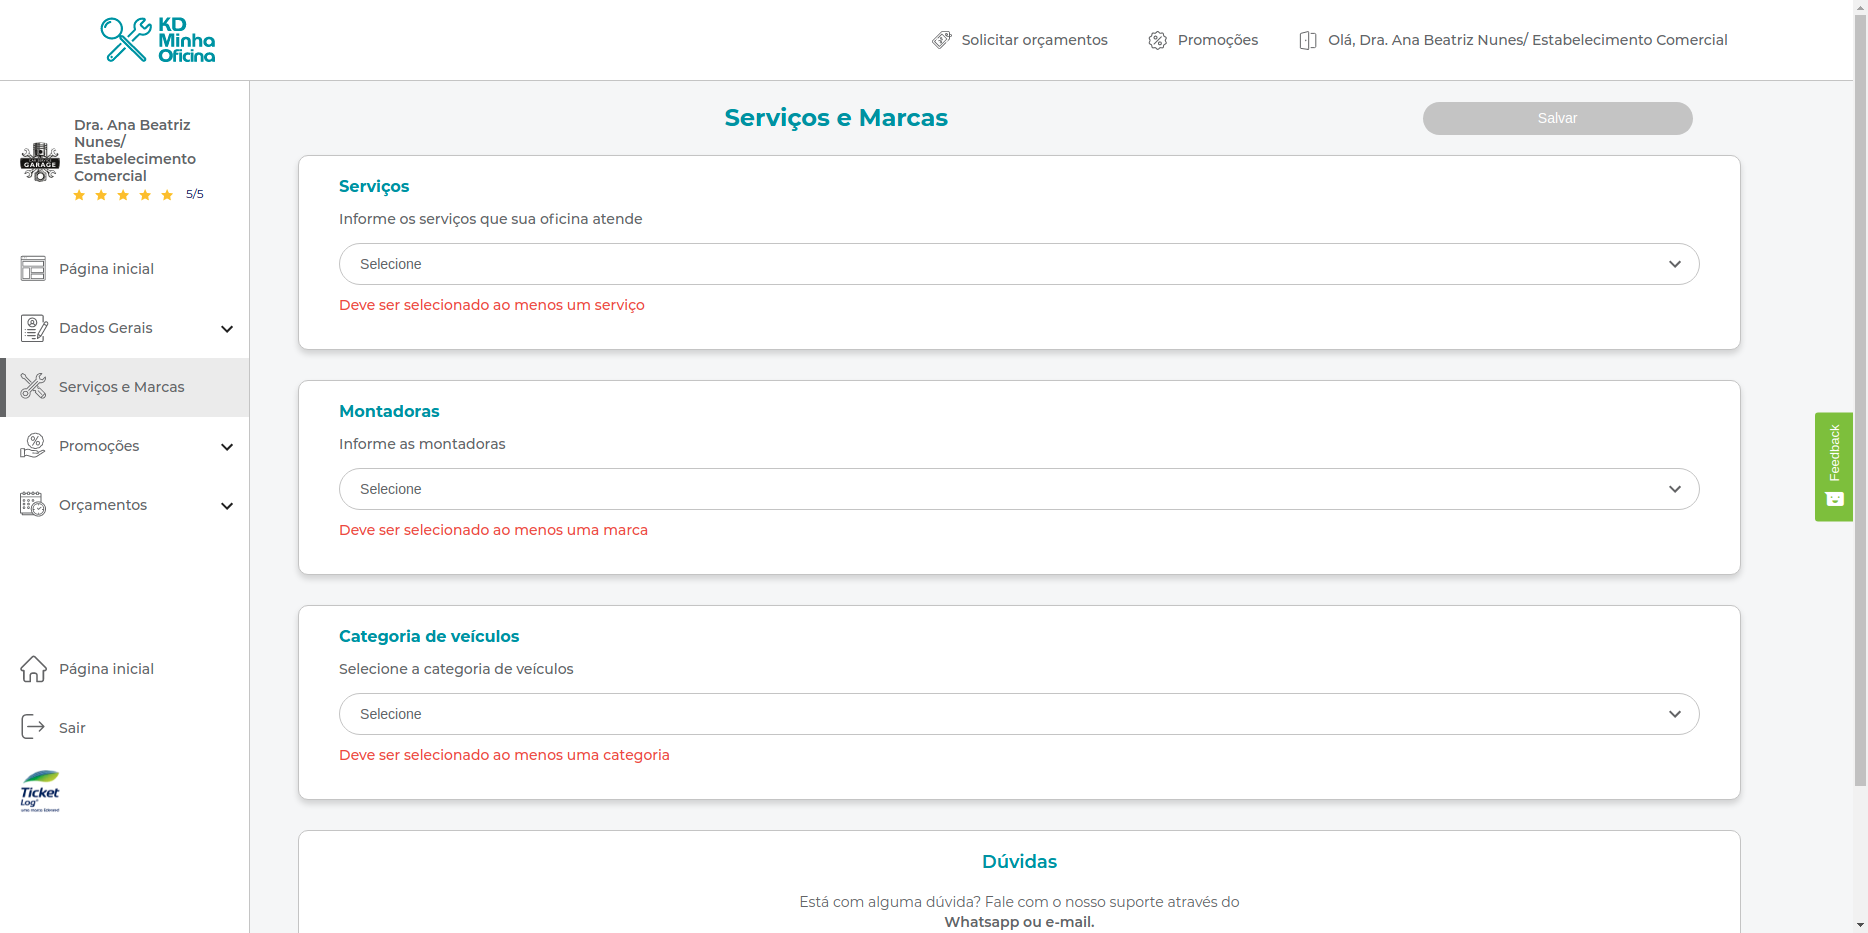 KD
Minha
Oficina
Solicitar orçamentos
Promoções
Olá, Dra. Ana Beatriz Nunes/ Estabelecimento Comercial
GARAGE
Dra. Ana Beatriz
Nunes/
Estabelecimento
Comercial
5/5
Página inicial
Dados Gerais
Serviços e Marcas
Promoções
Orçamentos
Página inicial
Sair
Ticket
Log
Serviços e Marcas
Salvar
Serviços
Informe os serviços que sua oficina atende
Selecione
Deve ser selecionado ao menos um serviço
Montadoras
Informe as montadoras
Selecione
Deve ser selecionado ao menos uma marca
Categoria de veículos
Selecione a categoria de veículos
Selecione
Deve ser selecionado ao menos uma categoria
Dúvidas
Está com alguma dúvida? Fale com o nosso suporte através do
Whatsapp ou e-mail.
Feedback